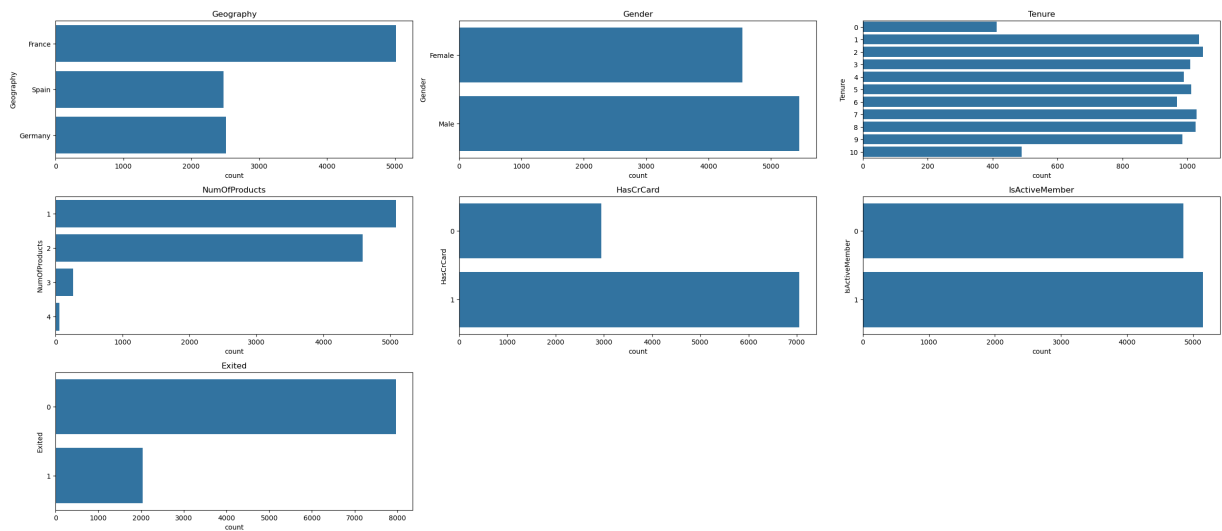 Geography
Geography
France
Spain
Germany
0 1000 2000 3000 4000 5000
count
Gender
Gender
Female
Male
0 1000 2000 3000 4000 5000
count
Tenure
Tenure
0
1
2
3
4
5
6
7
8
9
10
0 200 400 600 800 1000
count
NumOfProducts
NumOfProducts
1
2
3
4
0 1000 2000 3000 4000 5000
count
HasCrCard
HasCrCard
0
1
0 1000 2000 3000 4000 5000 6000 7000
count
IsActiveMember
IsActiveMember
0
1
0 1000 2000 3000 4000 5000
count
Exited
Exited
0
1
0 1000 2000 3000 4000 5000 6000 7000 8000
count